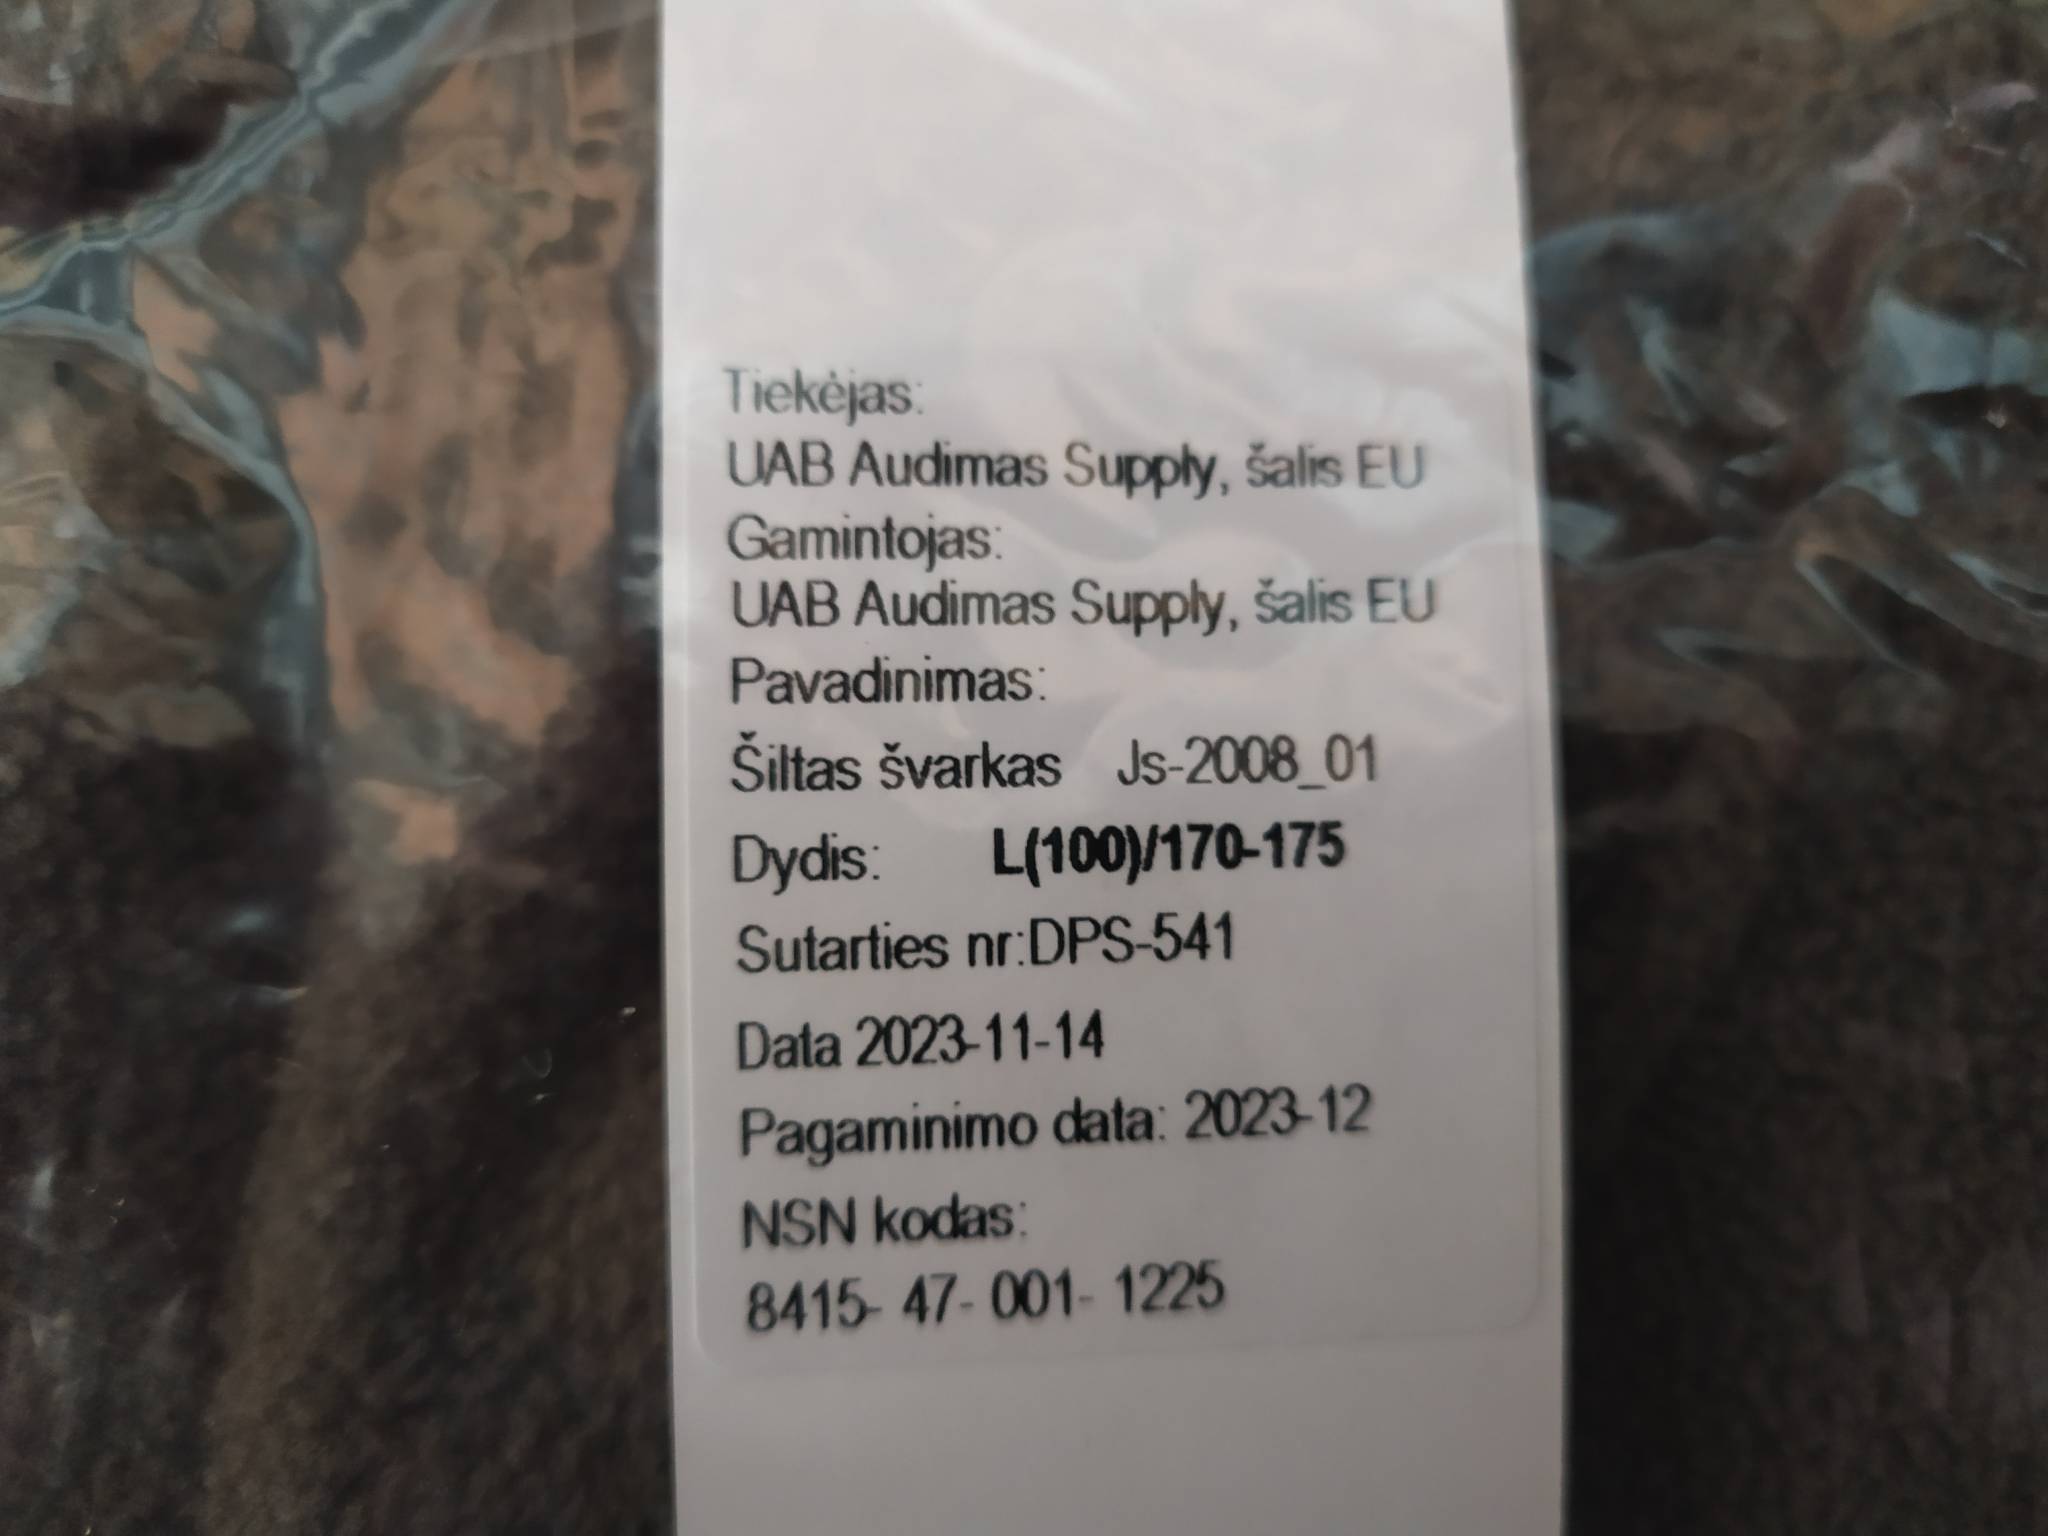 Tiekėjas:
UAB Audimas Supply, šalis EU
Gamintojas:
UAB Audimas Supply, šalis EU
Pavadinimas:
Šiltas švarkas Js-2008_01
Dydis: L(100)/170-175
Sutarties nr:DPS-541
Data 2023-11-14
Pagaminimo data: 2023-12
NSN kodas:
8415- 47- 001- 1225